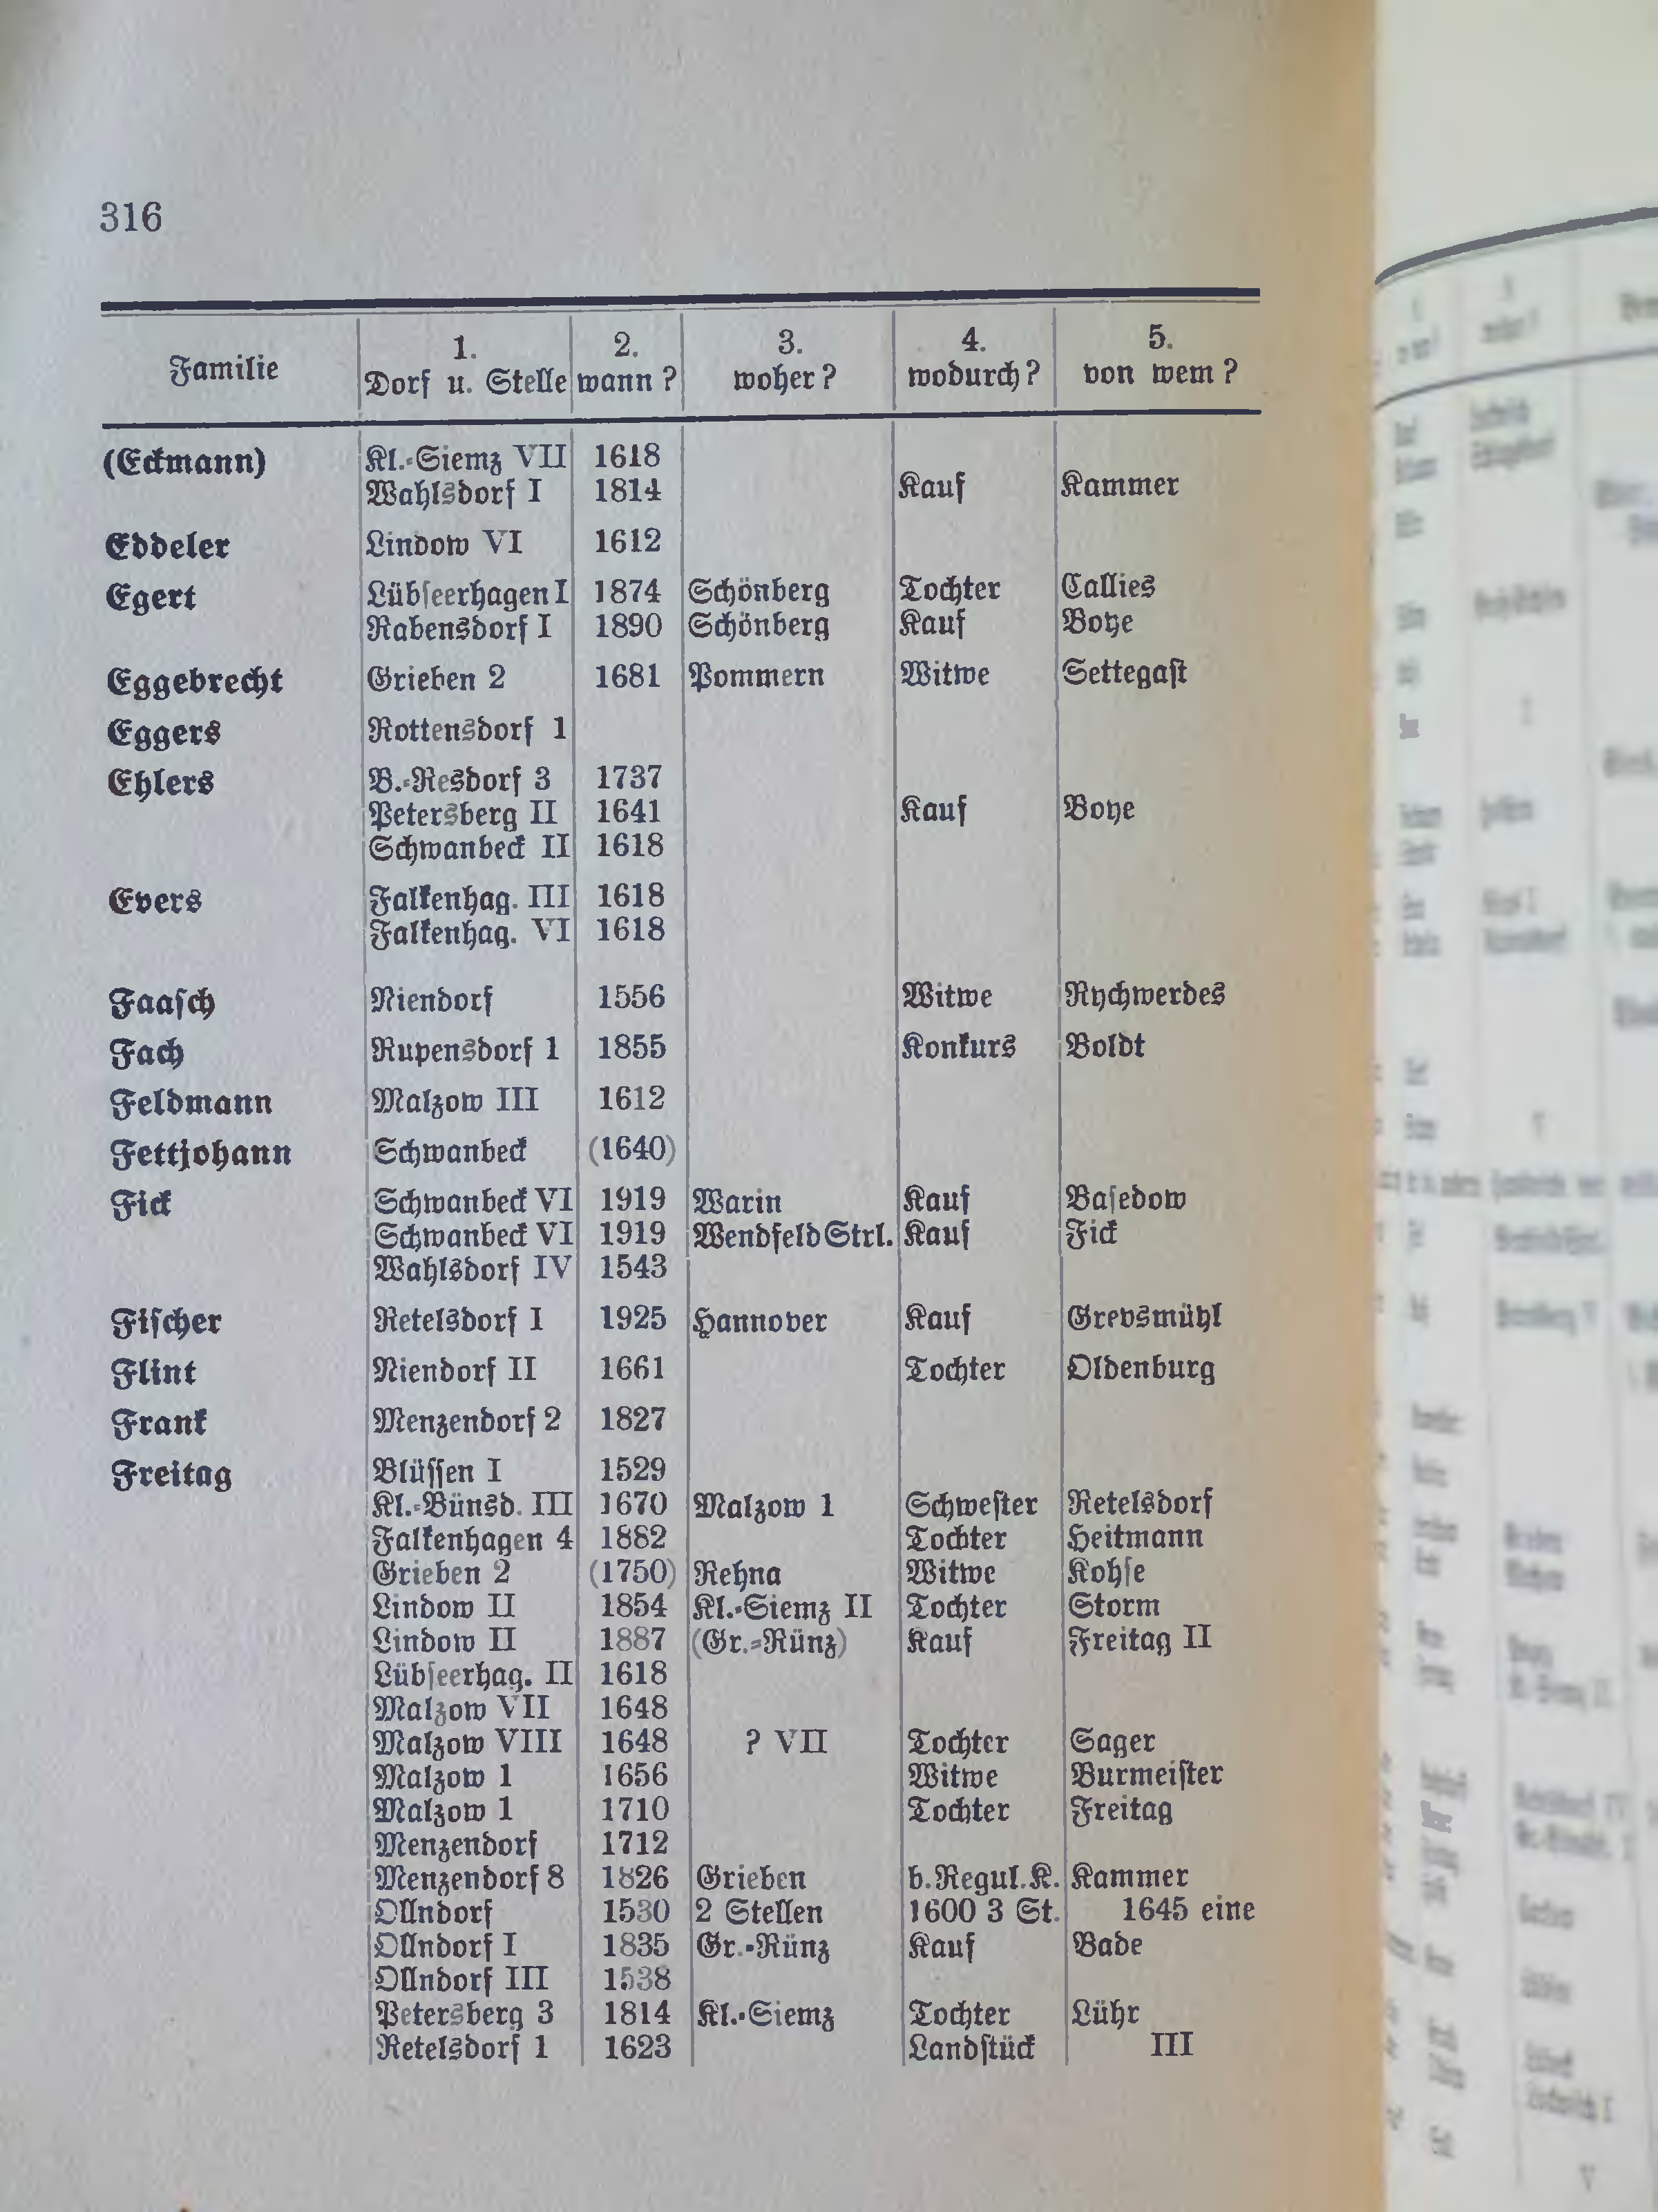 316
Familie | 1. Dorf u. Stelle | 2. wann ? | 3. woher ? | 4. wodurch ? | 5. von wem ?
(Eckmann) Kl.-Siemz VII 1618
Wahlsdorf I 1814 Kauf Kammer
Eddeler Lindow VI 1612
Egert Lübseerhagen I 1874 Schönberg Tochter Callies
Rabensdorf I 1890 Schönberg Kauf Boye
Eggebrecht Grieben 2 1681 Pommern Witwe Settegast
Eggers Rottensdorf 1
Ehlers B.-Resdorf 3 1737
Petersberg II 1641 Kauf Boye
Schwanbeck II 1618
Evers Falkenhag. III 1618
Falkenhag. VI 1618
Faasch Niendorf 1556 Witwe Rychwerdes
Fach Rupensdorf 1 1855 Konkurs Boldt
Feldmann Malzow III 1612
Fettjohann Schwanbeck (1640)
Fick Schwanbeck VI 1919 Warin Kauf Basedow
Schwanbeck VI 1919 Wendfeld Strl. Kauf Fick
Wahlsdorf IV 1543
Fischer Retelsdorf I 1925 Hannover Kauf Grevsmühl
Flint Niendorf II 1661 Tochter Oldenburg
Frank Menzendorf 2 1827
Freitag Blüssen I 1529
Kl.-Bünsd. III 1670 Malzow 1 Schwester Retelsdorf
Falkenhagen 4 1882 Tochter Heitmann
Grieben 2 (1750) Rehna Witwe Kohse
Lindow II 1854 Kl.-Siemz II Tochter Storm
Lindow II 1887 (Gr.-Rünz) Kauf Freitag II
Lübseerhag. II 1618
Malzow VII 1648
Malzow VIII 1648 ? VII Tochter Sager
Malzow 1 1656 Witwe Burmeister
Malzow 1 1710 Tochter Freitag
Menzendorf 1712
Menzendorf 8 1826 Grieben b. Regul. K. Kammer
Ollndorf 1530 2 Stellen 1600 3 St. 1645 eine
Ollndorf I 1835 Gr.-Rünz Kauf Bade
Ollndorf III 1538
Petersberg 3 1814 Kl.-Siemz Tochter Lühr
Retelsdorf 1 1623 Landstück III